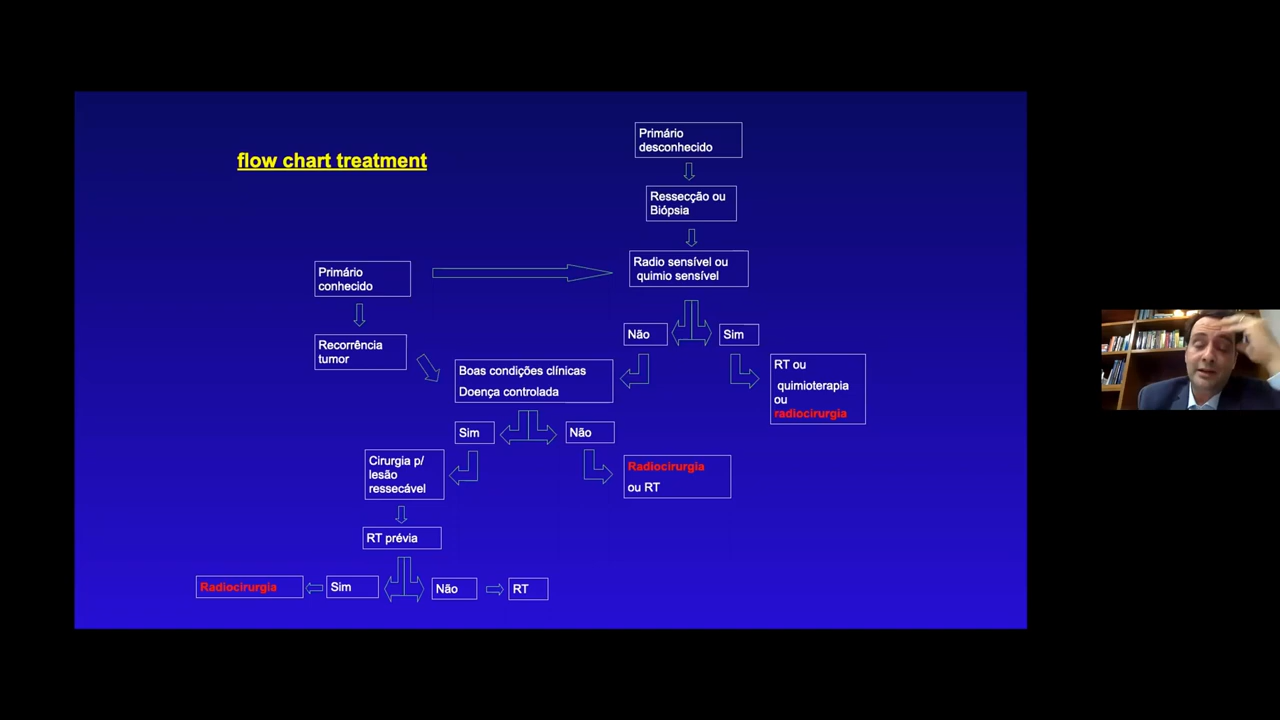 flow chart treatment
Primário
desconhecido
Ressecção ou
Biópsia
Radio sensível ou
quimio sensível
Primário
conhecido
Recorrência
tumor
Não
Sim
RT ou
quimioterapia
ou
radiocirurgia
Boas condições clínicas
Doença controlada
Sim
Não
Cirurgia p/
lesão
ressecável
Radiocirurgia
ou RT
RT prévia
Radiocirurgia
Sim
Não
RT